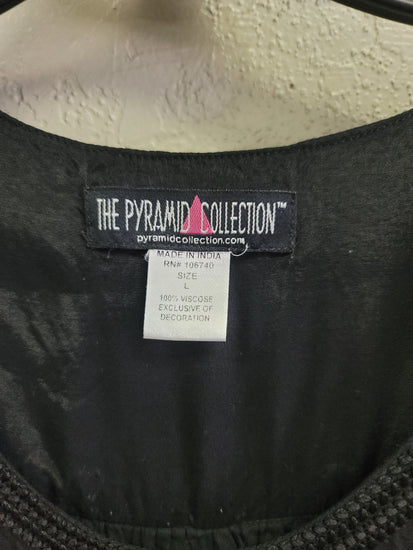 THE PYRAMID COLLECTION™
pyramidcollection.com
MADE IN INDIA
RN# 106740
SIZE
L
100% VISCOSE
EXCLUSIVE OF
DECORATION